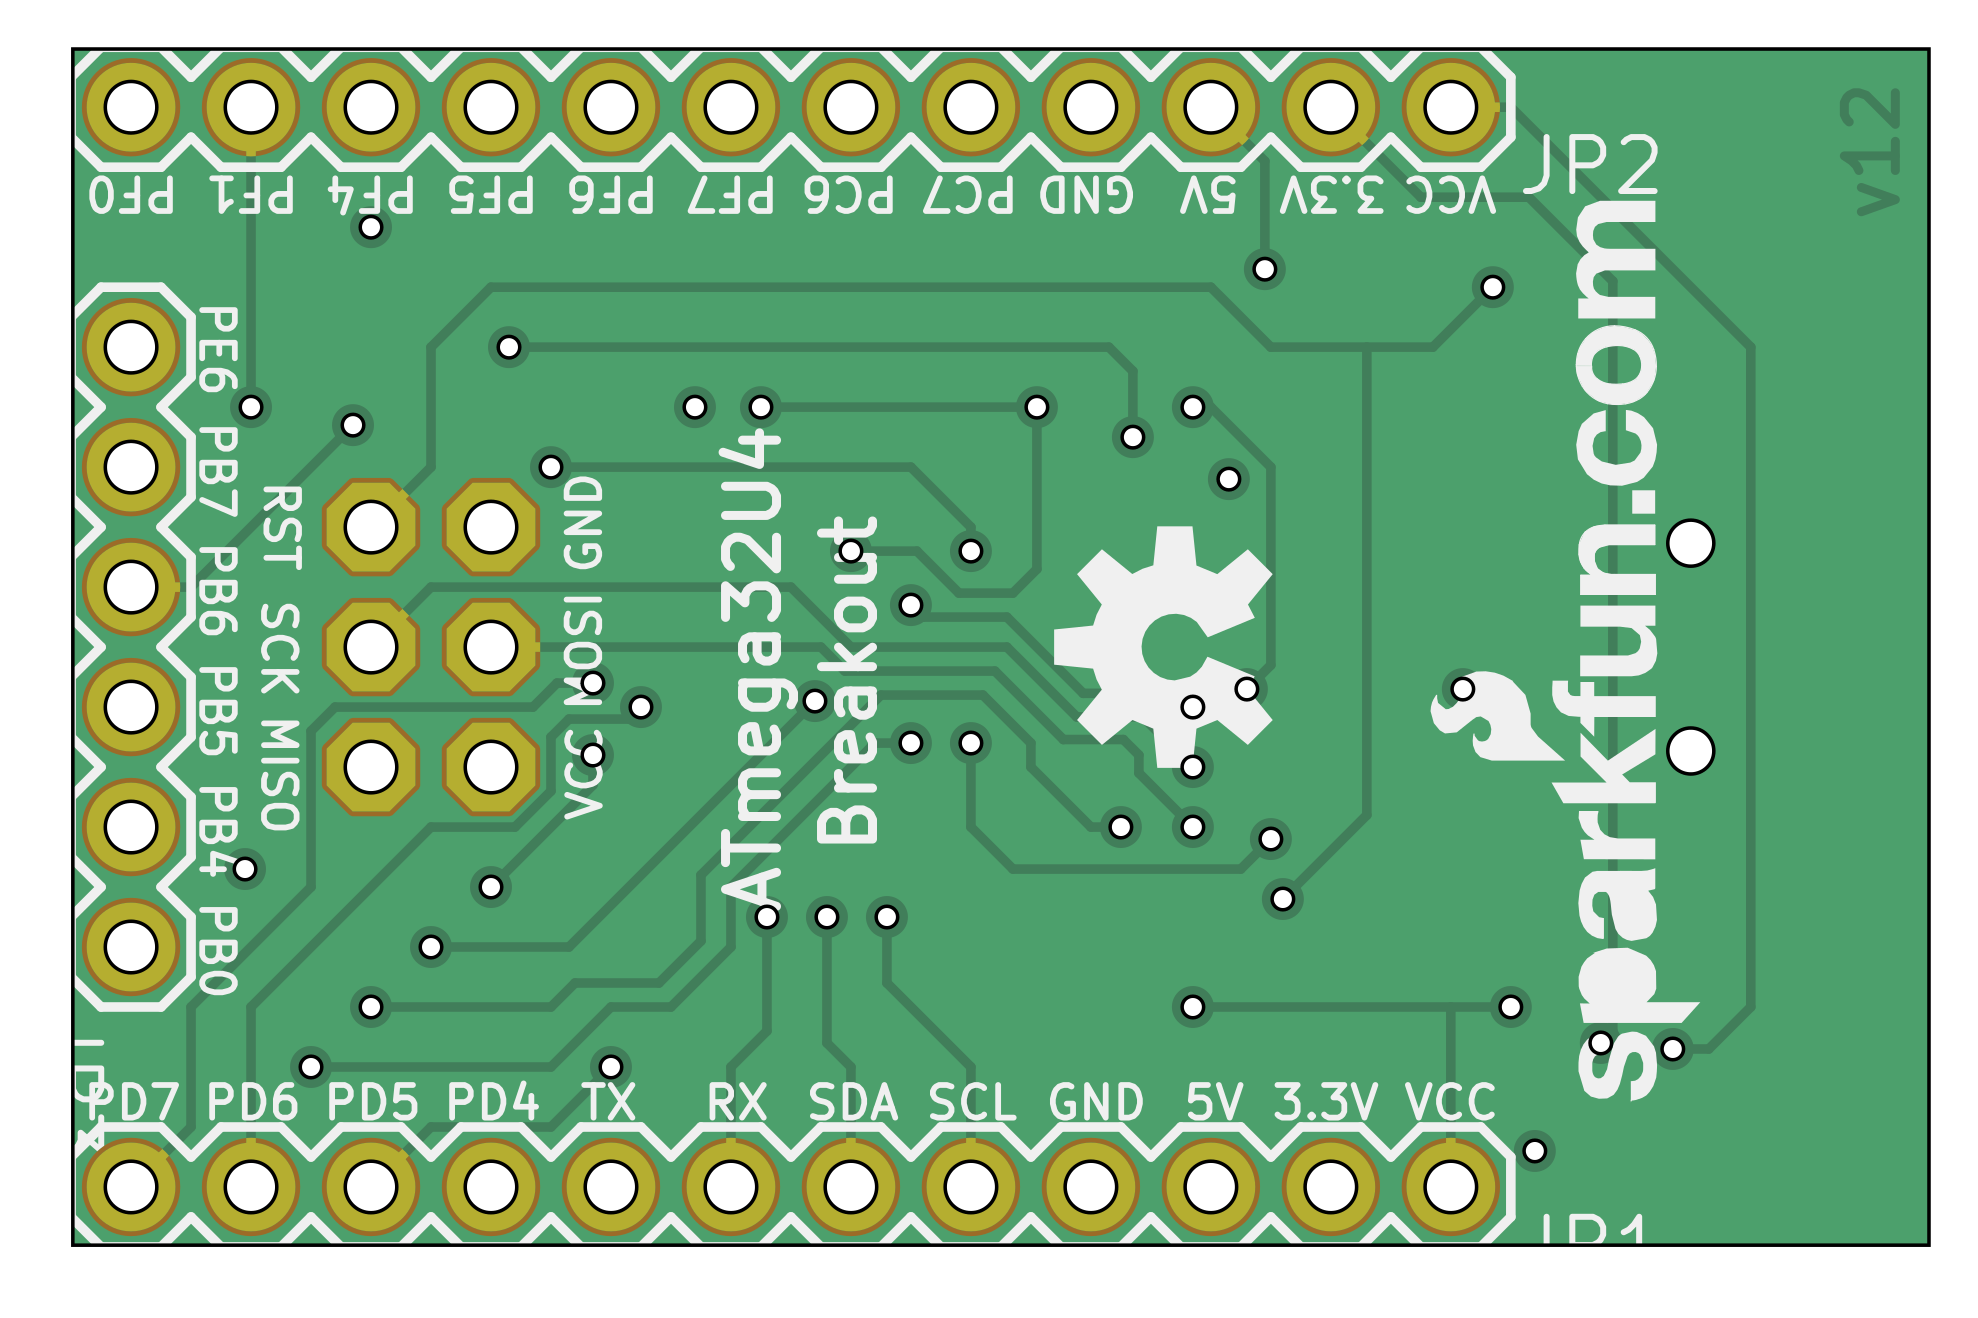 PF0 PF1 PF4 PF5 PF6 PF7 PC6 PC7 GND 5V 3.3V VCC
JP2
v12
PE6 PB7 PB6 PB5 PB4 PB0
RST SCK MISO
GND MOSI VCC
ATmega32U4
Breakout
sparkfun.com
PD7 PD6 PD5 PD4 TX RX SDA SCL GND 5V 3.3V VCC
JP1